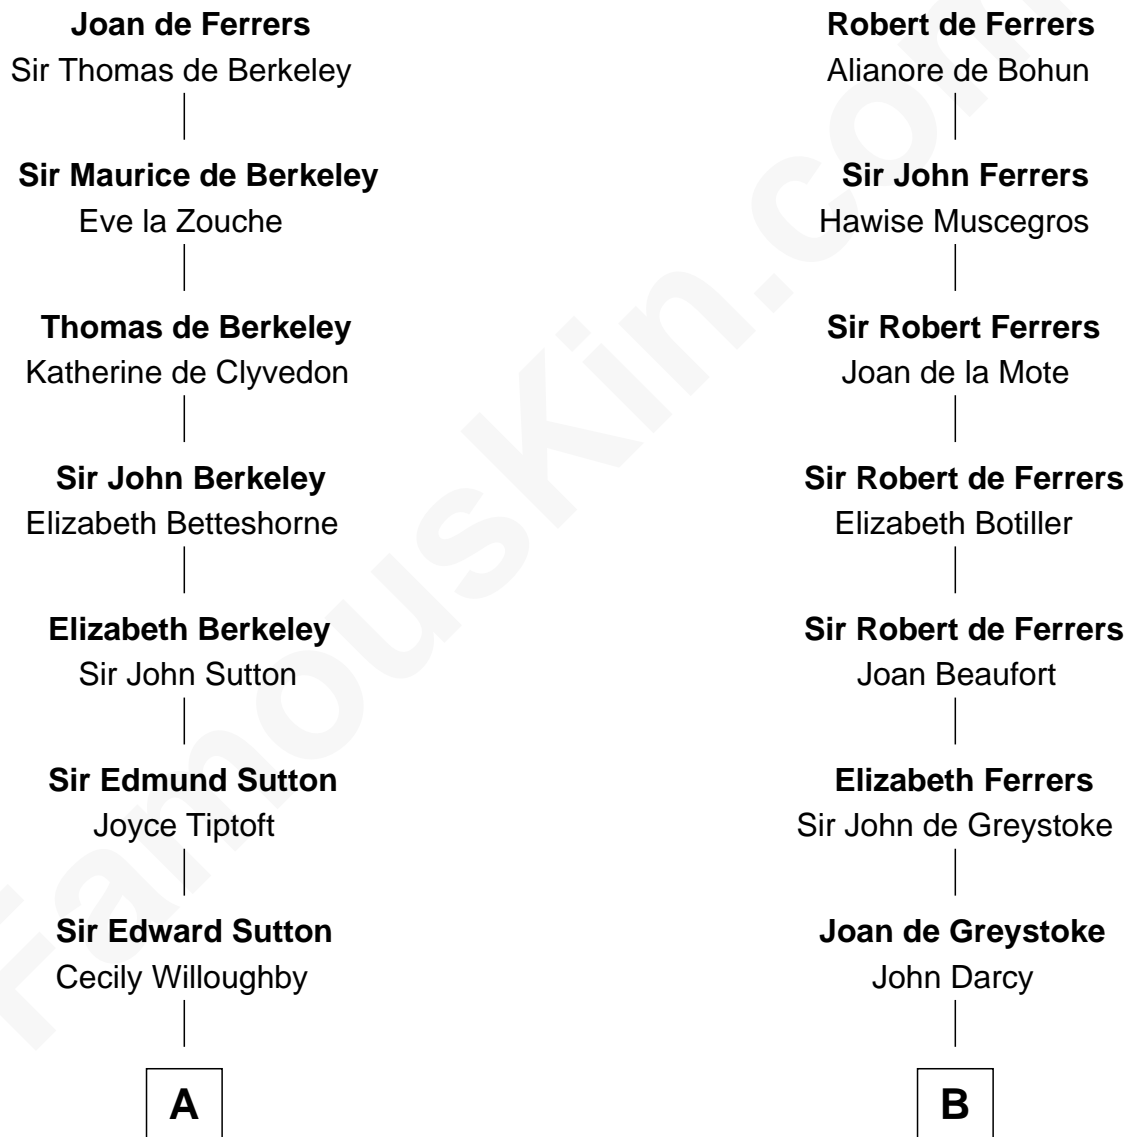 Joan de Ferrers
Sir Thomas de Berkeley
Sir Maurice de Berkeley
Eve la Zouche
Thomas de Berkeley
Katherine de Clyvedon
Sir John Berkeley
Elizabeth Betteshorne
Elizabeth Berkeley
Sir John Sutton
Sir Edmund Sutton
Joyce Tiptoft
Sir Edward Sutton
Cecily Willoughby
A
Robert de Ferrers
Alianore de Bohun
Sir John Ferrers
Hawise Muscegros
Sir Robert Ferrers
Joan de la Mote
Sir Robert de Ferrers
Elizabeth Botiller
Sir Robert de Ferrers
Joan Beaufort
Elizabeth Ferrers
Sir John de Greystoke
Joan de Greystoke
John Darcy
B
FamousKin.com